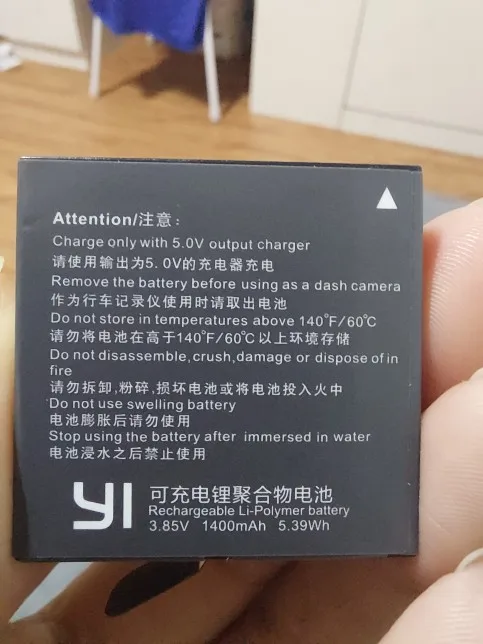 Attention/注意：
Charge only with 5.0V output charger
请使用输出为5. 0V的充电器充电
Remove the battery before using as a dash camera
作为行车记录仪使用时请取出电池
Do not store in temperatures above 140°F/60℃
请勿将电池在高于140°F/60℃以上环境存储
Do not disassemble,crush,damage or dispose of in
fire
请勿拆卸,粉碎,损坏电池或将电池投入火中
Do not use swelling battery
电池膨胀后请勿使用
Stop using the battery after immersed in water
电池浸水之后禁止使用
YI
可充电锂聚合物电池
Rechargeable Li-Polymer battery
3.85V 1400mAh 5.39Wh